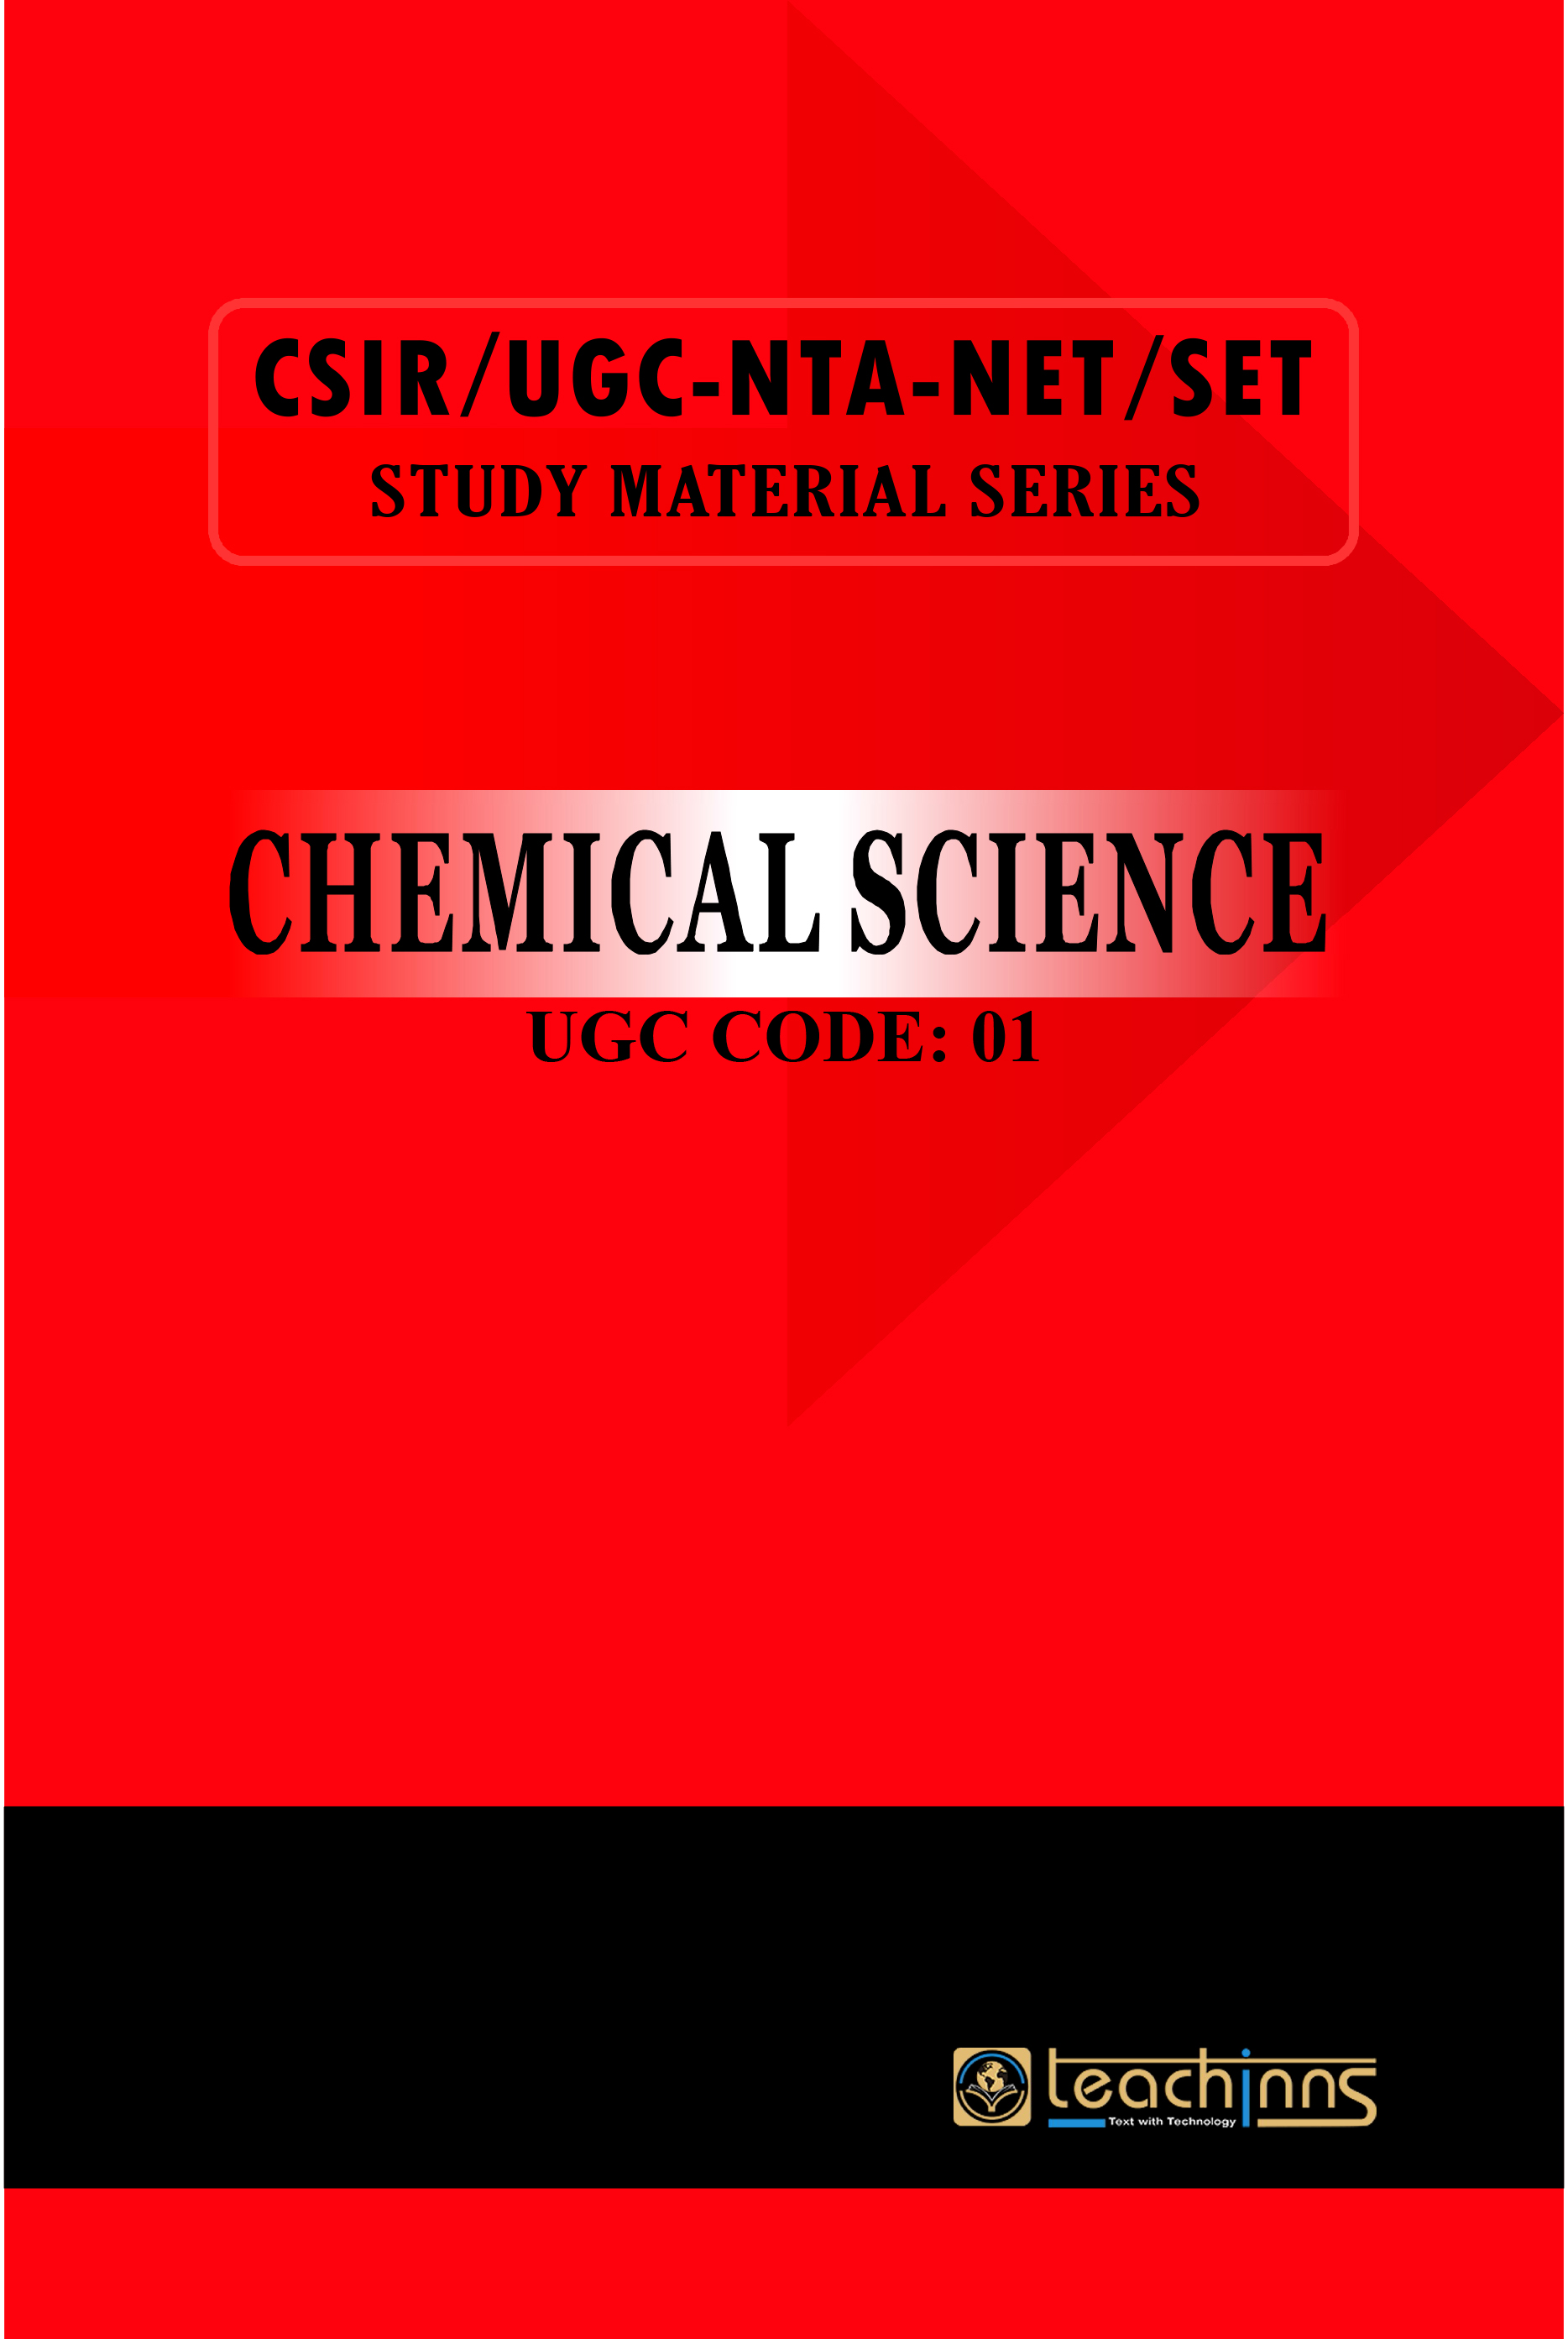 CSIR/UGC-NTA-NET/SET
STUDY MATERIAL SERIES
CHEMICAL SCIENCE
UGC CODE: 01
teachinns
Text with Technology